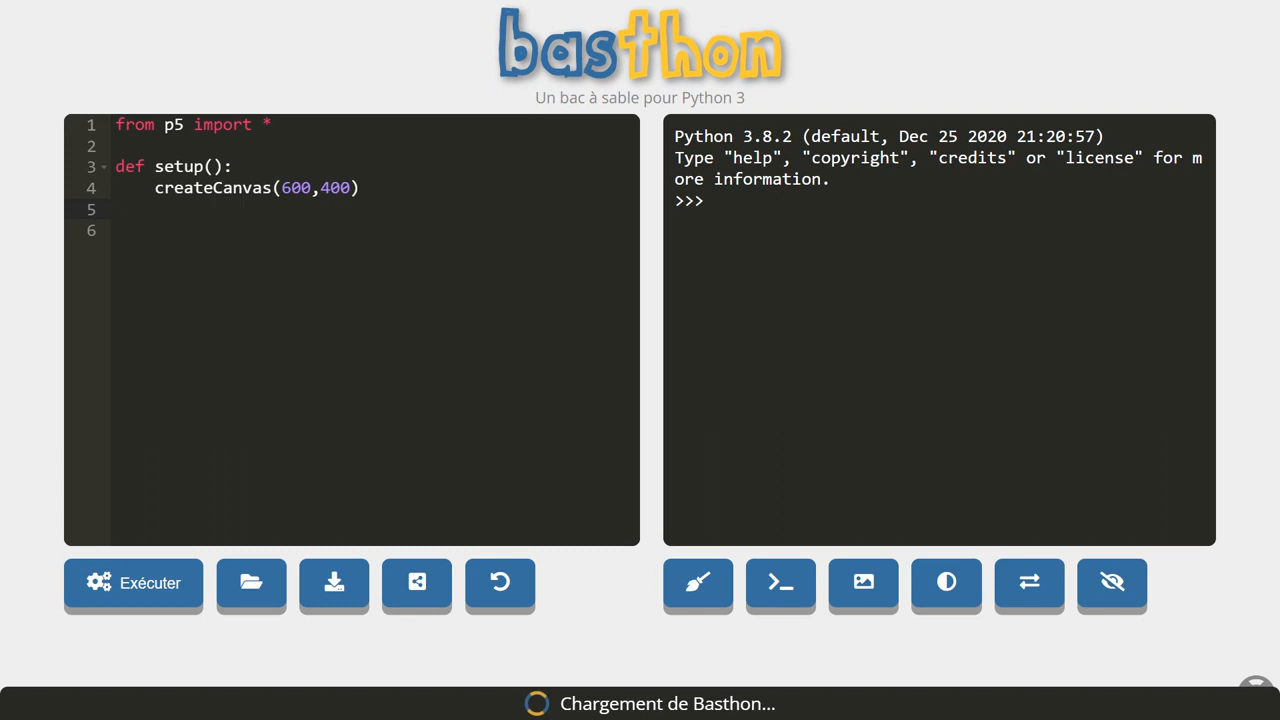 basthon
Un bac à sable pour Python 3
1 from p5 import *
2
3 def setup():
4 createCanvas(600,400)
5
6
Python 3.8.2 (default, Dec 25 2020 21:20:57)
Type "help", "copyright", "credits" or "license" for m
ore information.
>>>
Exécuter
Chargement de Basthon...